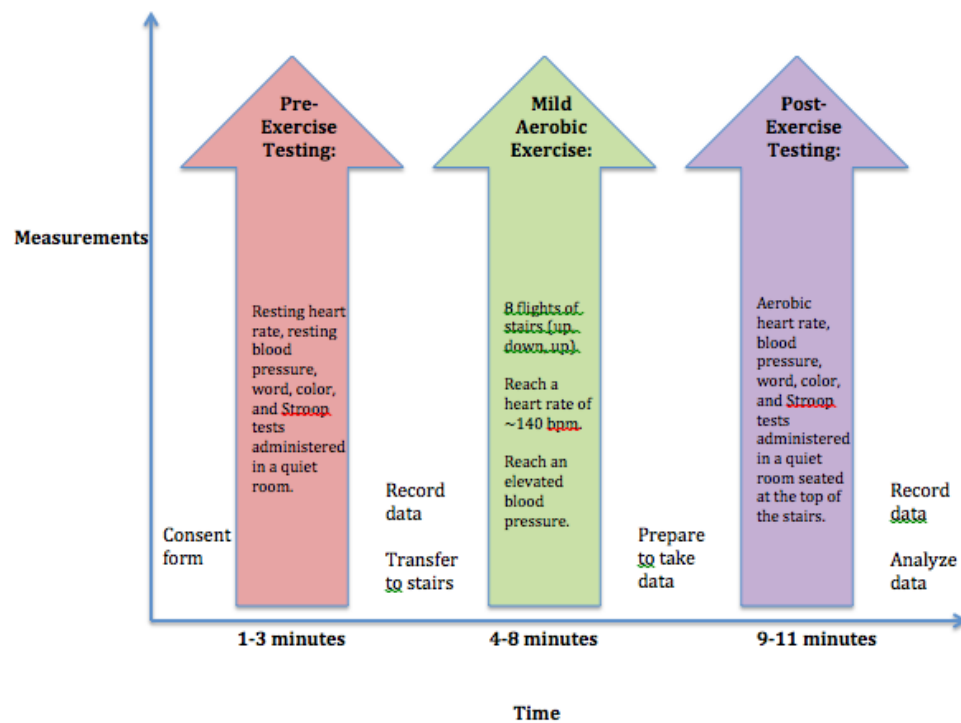 Measurements
Pre-
Exercise
Testing:
Resting heart
rate, resting
blood
pressure,
word, color,
and Stroop
tests
administered
in a quiet
room.
Mild
Aerobic
Exercise:
8 flights of
stairs (up,
down, up).
Reach a
heart rate of
~140 bpm.
Reach an
elevated
blood
pressure.
Post-
Exercise
Testing:
Aerobic
heart rate,
blood
pressure,
word, color,
and Stroop
tests
administered
in a quiet
room seated
at the top of
the stairs.
Consent
form
Record
data
Transfer
to stairs
Prepare
to take
data
Record
data
Analyze
data
1-3 minutes
4-8 minutes
9-11 minutes
Time